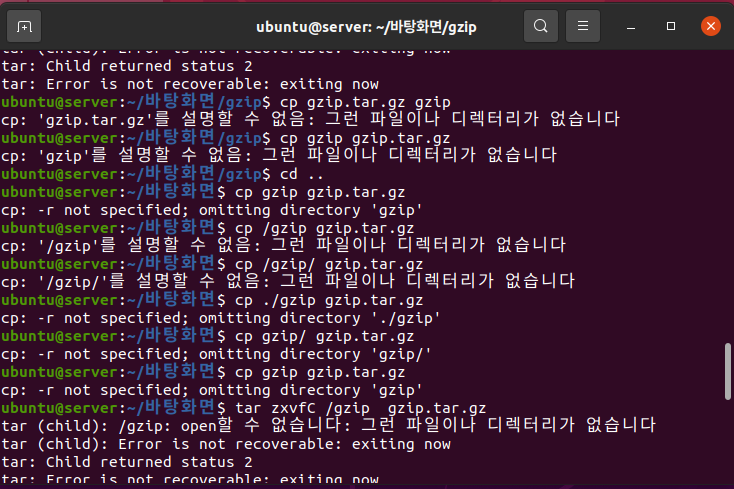 ubuntu@server: ~/바탕화면/gzip
tar (child): Error is not recoverable: exiting now
tar: Child returned status 2
tar: Error is not recoverable: exiting now
ubuntu@server:~/바탕화면/gzip$ cp gzip.tar.gz gzip
cp: 'gzip.tar.gz'를 설명할 수 없음: 그런 파일이나 디렉터리가 없습니다
ubuntu@server:~/바탕화면/gzip$ cp gzip gzip.tar.gz
cp: 'gzip'를 설명할 수 없음: 그런 파일이나 디렉터리가 없습니다
ubuntu@server:~/바탕화면/gzip$ cd ..
ubuntu@server:~/바탕화면$ cp gzip gzip.tar.gz
cp: -r not specified; omitting directory 'gzip'
ubuntu@server:~/바탕화면$ cp /gzip gzip.tar.gz
cp: '/gzip'를 설명할 수 없음: 그런 파일이나 디렉터리가 없습니다
ubuntu@server:~/바탕화면$ cp /gzip/ gzip.tar.gz
cp: '/gzip/'를 설명할 수 없음: 그런 파일이나 디렉터리가 없습니다
ubuntu@server:~/바탕화면$ cp ./gzip gzip.tar.gz
cp: -r not specified; omitting directory './gzip'
ubuntu@server:~/바탕화면$ cp gzip/ gzip.tar.gz
cp: -r not specified; omitting directory 'gzip/'
ubuntu@server:~/바탕화면$ cp gzip gzip.tar.gz
cp: -r not specified; omitting directory 'gzip'
ubuntu@server:~/바탕화면$ tar zxvfC /gzip  gzip.tar.gz
tar (child): /gzip: open할 수 없습니다: 그런 파일이나 디렉터리가 없습니다
tar (child): Error is not recoverable: exiting now
tar: Child returned status 2
tar: Error is not recoverable: exiting now